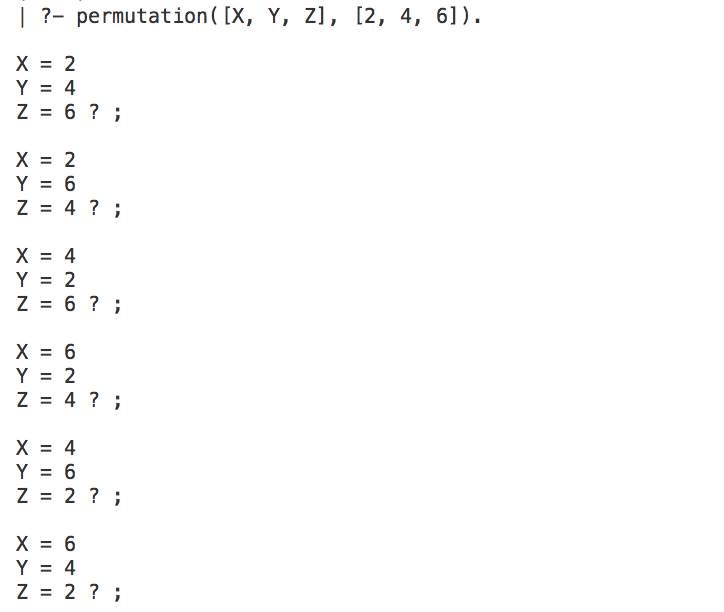 | ?- permutation([X, Y, Z], [2, 4, 6]).
X = 2
Y = 4
Z = 6 ? ;
X = 2
Y = 6
Z = 4 ? ;
X = 4
Y = 2
Z = 6 ? ;
X = 6
Y = 2
Z = 4 ? ;
X = 4
Y = 6
Z = 2 ? ;
X = 6
Y = 4
Z = 2 ? ;